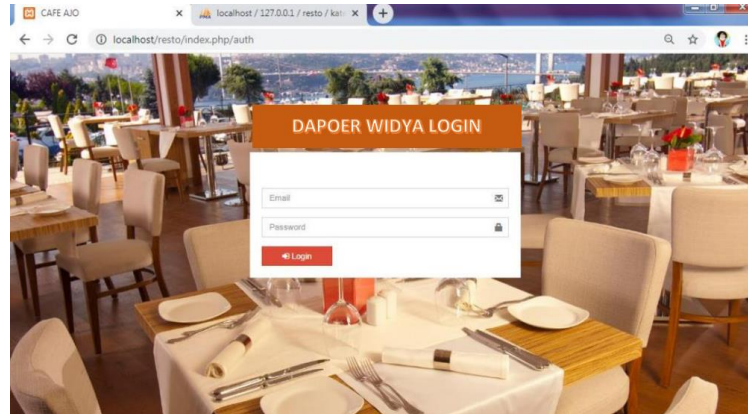 CAFE AJO
localhost / 127.0.0.1 / resto / kate
localhost/resto/index.php/auth
DAPOER WIDYA LOGIN
Email
Password
Login